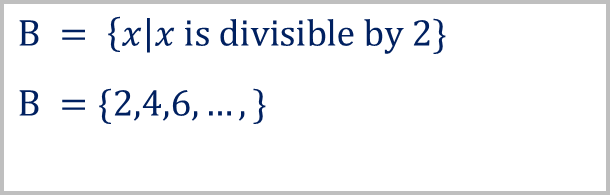 B = {x|x is divisible by 2}
B = {2,4,6, …, }